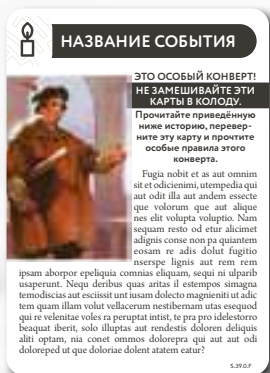 НАЗВАНИЕ СОБЫТИЯ
ЭТО ОСОБЫЙ КОНВЕРТ!
НЕ ЗАМЕШИВАЙТЕ ЭТИ
КАРТЫ В КОЛОДУ.
Прочитайте приведённую
ниже историю, перевер-
ните эту карту и прочтите
особые правила этого
конверта.
Fugia nobit et as aut omnim
sit et odicienimi, utempedia qui
aut odit illa aut andem essecte
que volorum que aut alique
nes elit volupta voluptio. Nam
sequam resto od etur alicimet
adignis conse non pa quiantem
eosam re adis dolut fugitio
nserspe lignis aut rem rem
ipsam aborpor epeliquia comnias eliquam, sequi ni ulparib
usaperunt. Nequ deribus quas aritas il estempos simagna
temodiscias aut esciissit unt iusam dolecto magnieniti ut adic
tem quam illam volut vellacerum nestibernam utas esequod
qui re velenitae voles ra peruptat intist, te pra pro idelestorro
beaquat iberit, solo illuptas aut rendestis doloren deliquis
aliti optam, nia conet ommos dolorepra qui aut aut odi
doloreped ut que doloriae dolent atatem eatur?
S.39.0.F